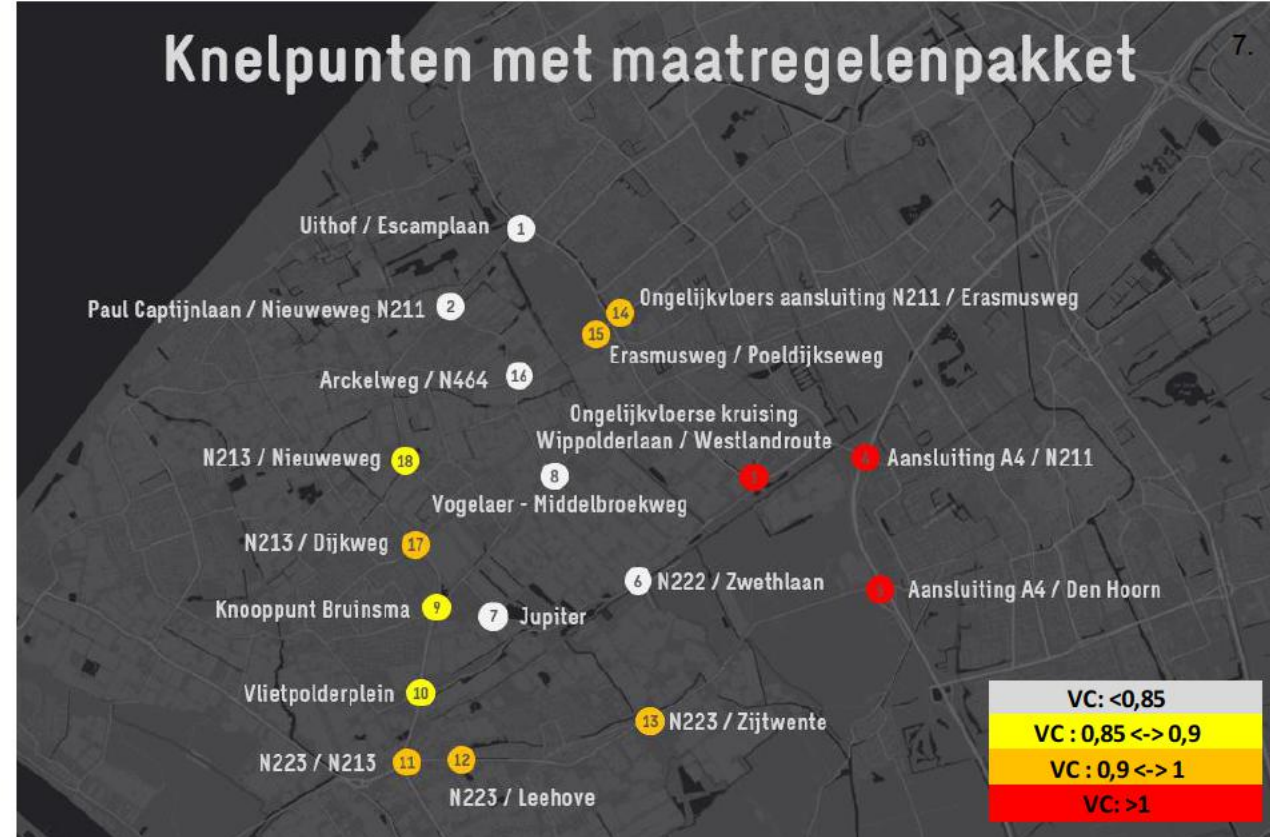 Knelpunten met maatregelenpakket
7.
Uithof / Escamplaan
1
Paul Captijnlaan / Nieuweweg N211
2
14
Ongelijkvloers aansluiting N211 / Erasmusweg
15
Erasmusweg / Poeldijkseweg
Arckelweg / N464
16
Ongelijkvloerse kruising
Wippolderlaan / Westlandroute
N213 / Nieuweweg
18
8
Vogelaer - Middelbroekweg
Aansluiting A4 / N211
N213 / Dijkweg
17
6
N222 / Zwethlaan
Aansluiting A4 / Den Hoorn
Knooppunt Bruinsma
9
7
Jupiter
Vlietpolderplein
10
13
N223 / Zijtwente
N223 / N213
11
12
N223 / Leehove
VC: <0,85
VC : 0,85 <-> 0,9
VC : 0,9 <-> 1
VC: >1